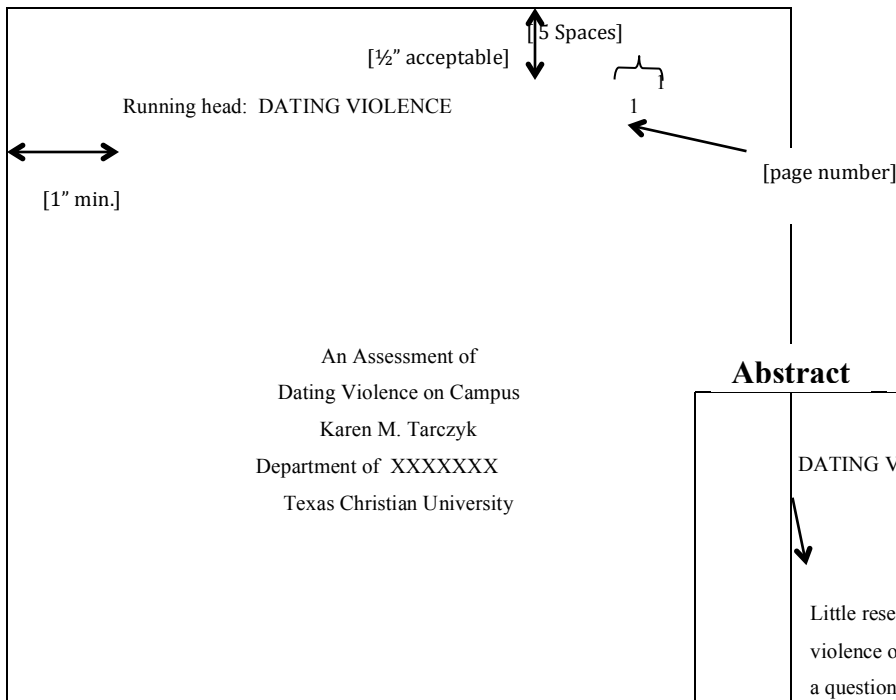 [5 Spaces]
[½” acceptable]
1
Running head: DATING VIOLENCE 1
[page number]
[1” min.]
An Assessment of
Dating Violence on Campus
Karen M. Tarczyk
Department of XXXXXXX
Texas Christian University
Abstract
DATING V
Little rese
violence o
a question